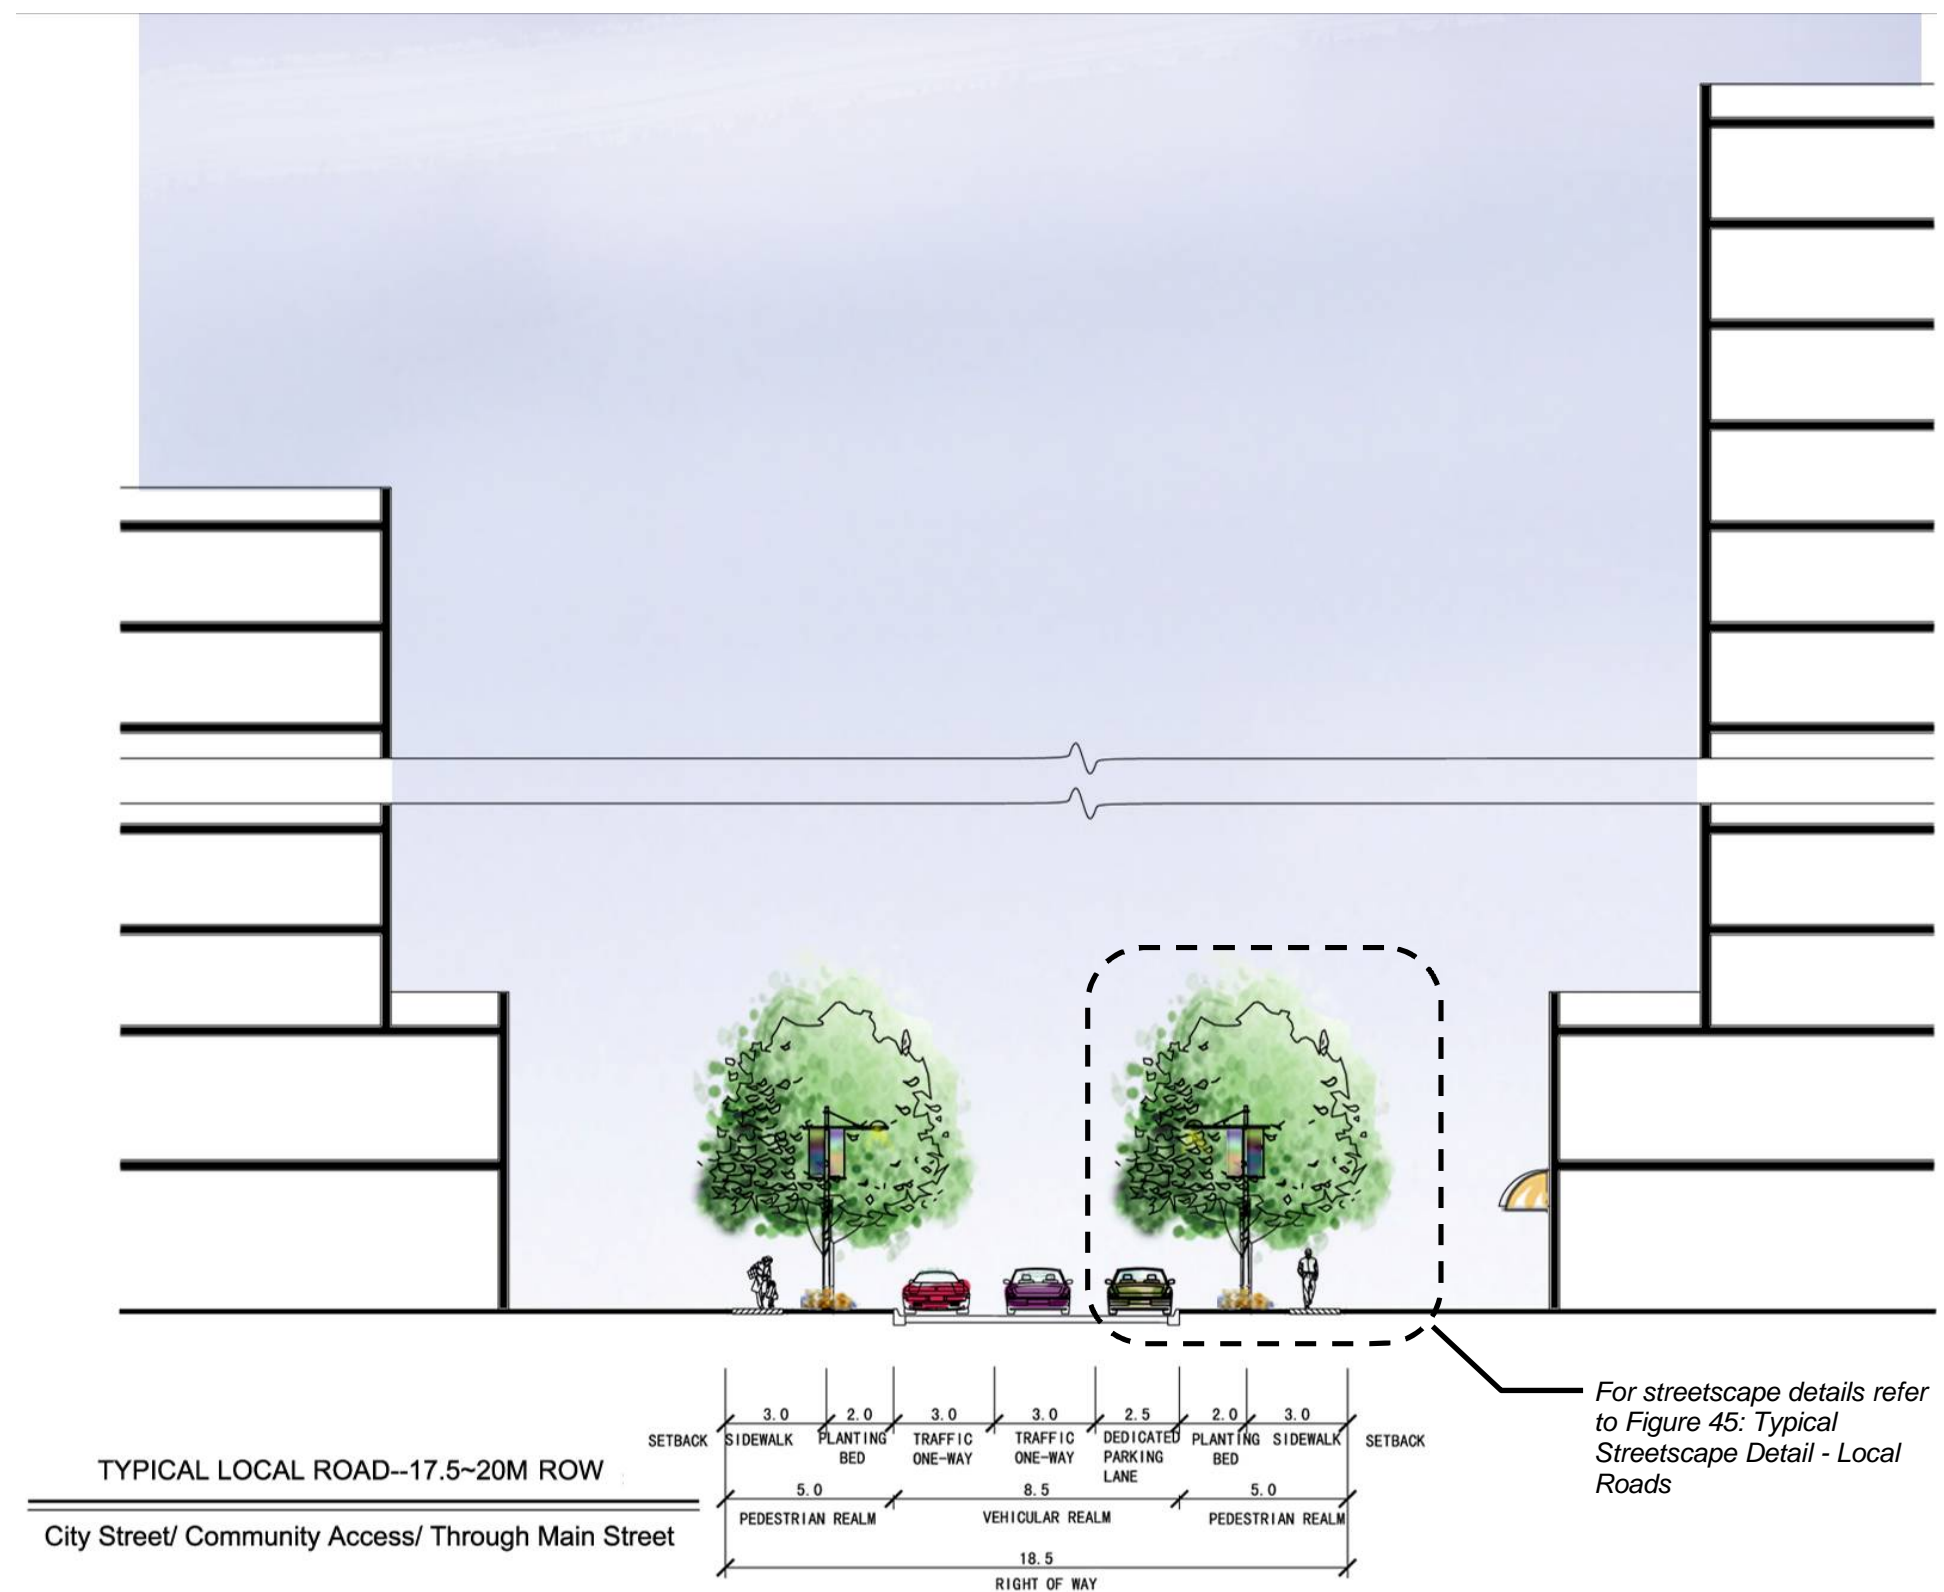 3.0 2.0 3.0 3.0 2.5 2.0 3.0
SETBACK SIDEWALK PLANTING BED TRAFFIC ONE-WAY TRAFFIC ONE-WAY DEDICATED PARKING LANE PLANTING BED SIDEWALK SETBACK
5.0 8.5 5.0
PEDESTRIAN REALM VEHICULAR REALM PEDESTRIAN REALM
18.5
RIGHT OF WAY
TYPICAL LOCAL ROAD--17.5~20M ROW
City Street/ Community Access/ Through Main Street
For streetscape details refer
to Figure 45: Typical
Streetscape Detail - Local
Roads